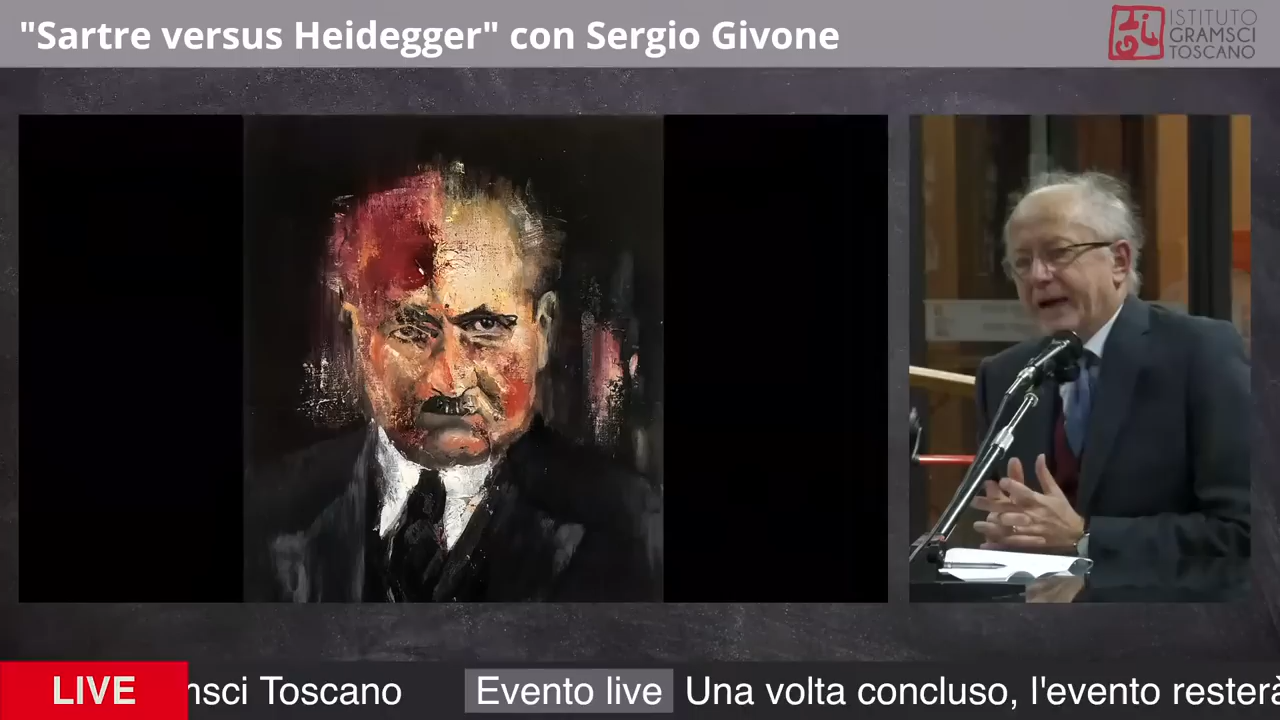 "Sartre versus Heidegger" con Sergio Givone
ISTITUTO
GRAMSCI
TOSCANO
LIVE
nsci Toscano
Evento live
Una volta concluso, l'evento resterà